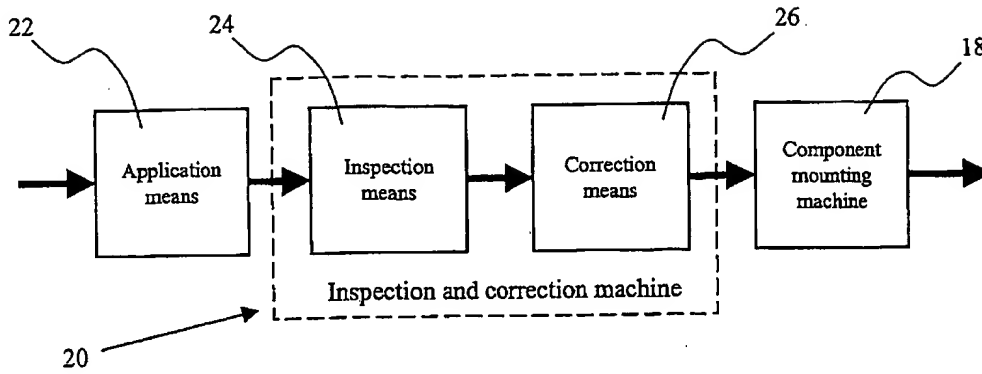 22
24
26
18
Application
means
Inspection
means
Correction
means
Component
mounting
machine
Inspection and correction machine
20